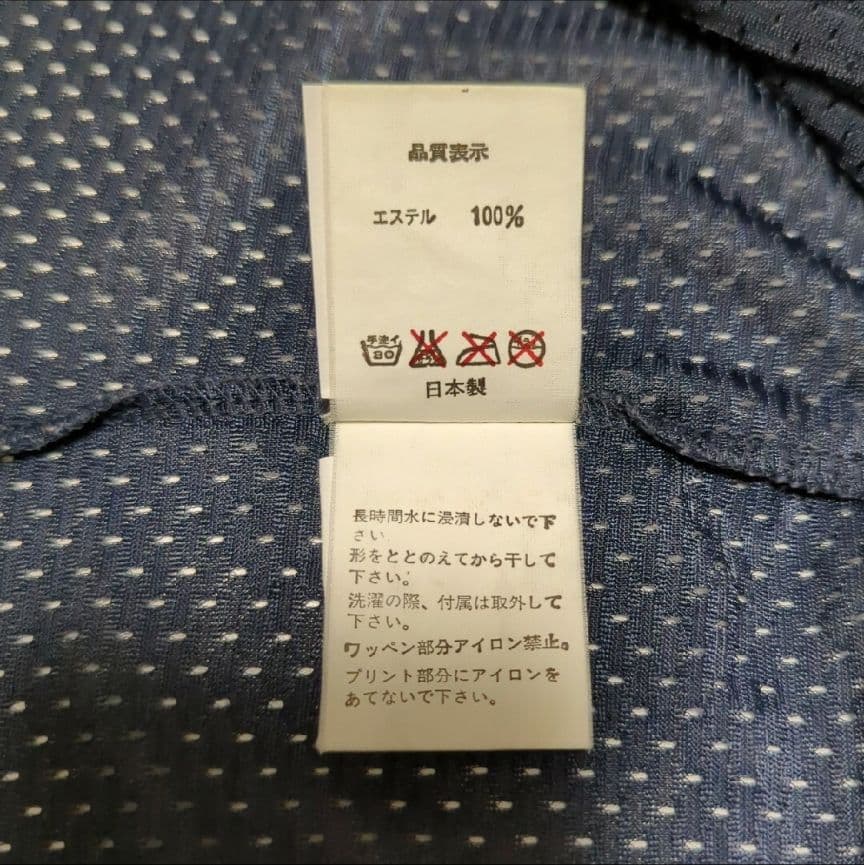 品質表示
エステル 100%
手洗イ
30
日本製
長時間水に浸漬しないで下
さい
形をととのえてから干して
下さい。
洗濯の際、付属は取外して
下さい。
ワッペン部分アイロン禁止。
プリント部分にアイロンを
あてないで下さい。